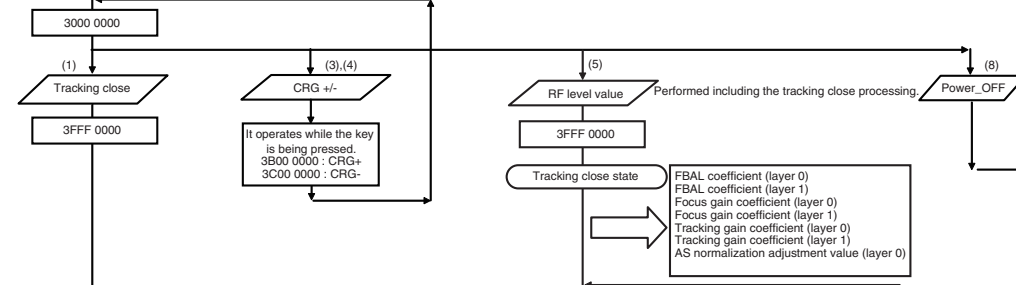 3000 0000
(1)
(3),(4)
(5)
(8)
Tracking close
CRG +/-
RF level value
Performed including the tracking close processing.
Power_OFF
3FFF 0000
It operates while the key
is being pressed.
3B00 0000 : CRG+
3C00 0000 : CRG-
3FFF 0000
Tracking close state
FBAL coefficient (layer 0)
FBAL coefficient (layer 1)
Focus gain coefficient (layer 0)
Focus gain coefficient (layer 1)
Tracking gain coefficient (layer 0)
Tracking gain coefficient (layer 1)
AS normalization adjustment value (layer 0)